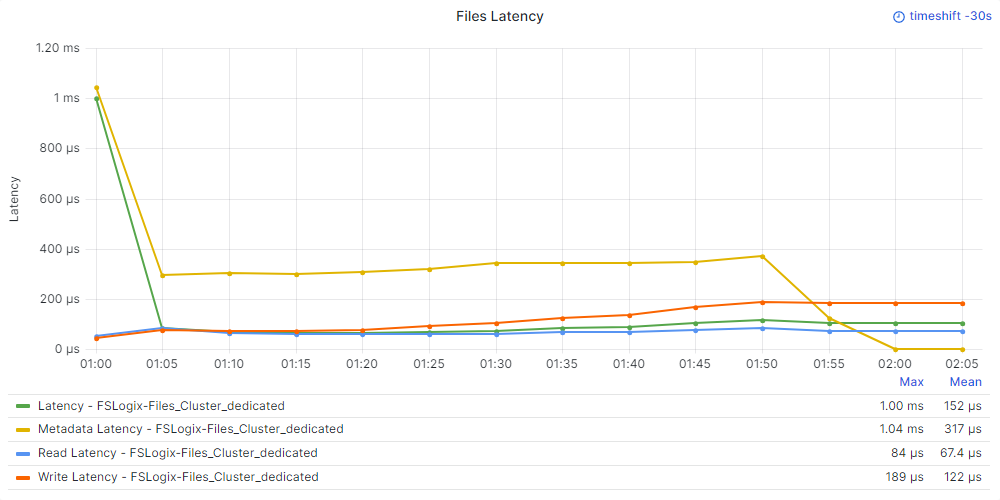 Files Latency
timeshift -30s
1.20 ms
1 ms
800 µs
600 µs
400 µs
200 µs
0 µs
Latency
01:00 01:05 01:10 01:15 01:20 01:25 01:30 01:35 01:40 01:45 01:50 01:55 02:00 02:05
Max Mean
Latency - FSLogix-Files_Cluster_dedicated 1.00 ms 152 µs
Metadata Latency - FSLogix-Files_Cluster_dedicated 1.04 ms 317 µs
Read Latency - FSLogix-Files_Cluster_dedicated 84 µs 67.4 µs
Write Latency - FSLogix-Files_Cluster_dedicated 189 µs 122 µs